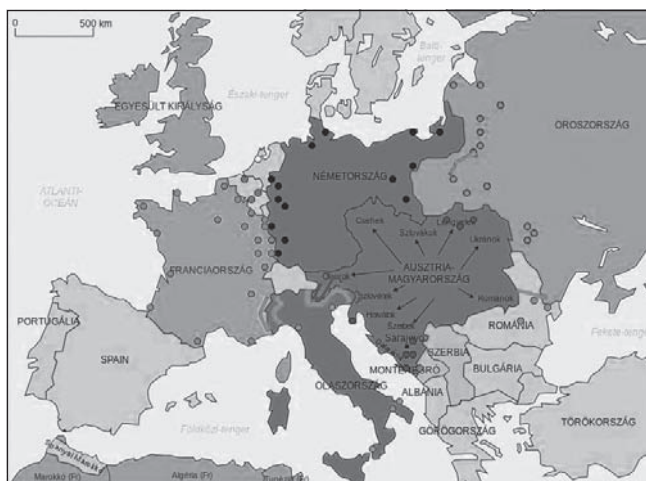 0
500 km
Balti-
tenger
Északi-tenger
EGYESÜLT KIRÁLYSÁG
OROSZORSZÁG
NÉMETORSZÁG
ATLANTI-
ÓCEÁN
Csehek
Szlovákok
Lengyelek
Ukránok
AUSZTRIA-
MAGYARORSZÁG
FRANCIAORSZÁG
Olaszok
Szlovének
Románok
Horvátok
Szerbek
Sarajevo
ROMÁNIA
PORTUGÁLIA
SPAIN
SZERBIA
Fekete-tenger
MONTENEGRÓ
BULGÁRIA
OLASZORSZÁG
ALBÁNIA
TÖRÖKORSZÁG
GÖRÖGORSZÁG
Földközi-tenger
Marokkó (Fr)
Algéria (Fr)